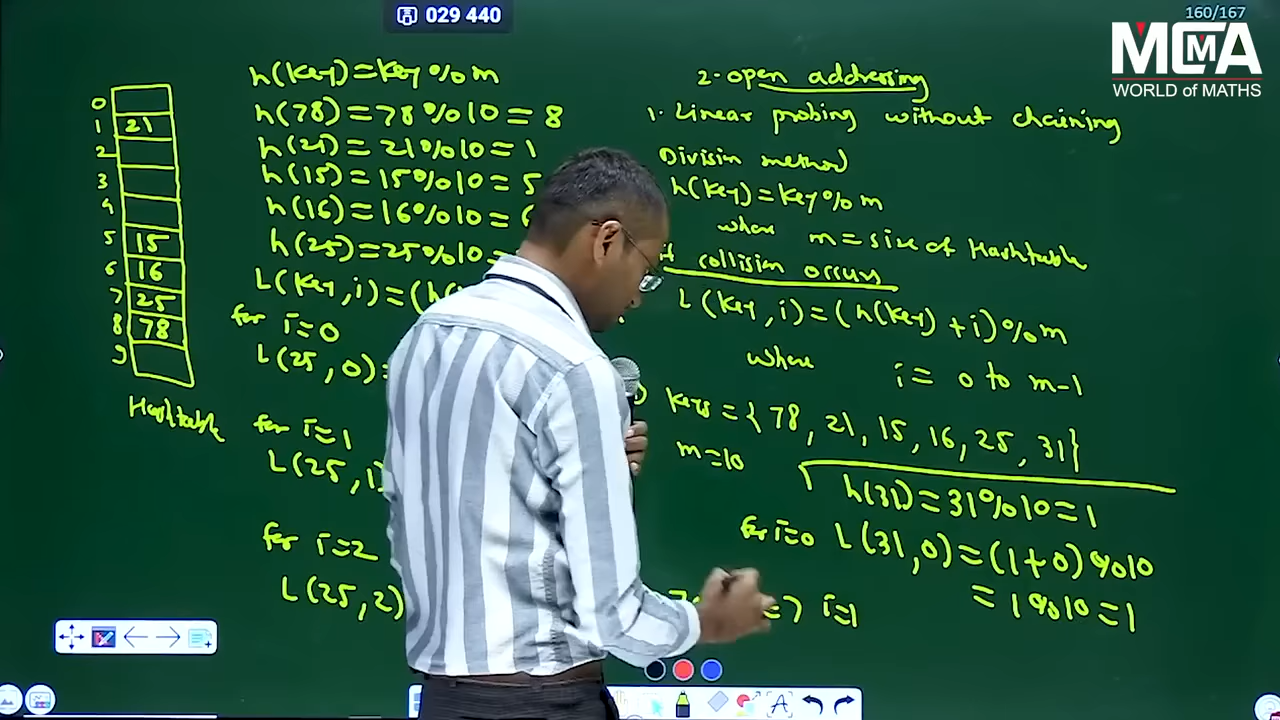 029 440
160/167
MCMA
WORLD of MATHS
0
1 21
2
3
4
5 15
6 16
7 25
8 78
9
Hashtable
h(key)=key%m
h(78)=78%10=8
h(21)=21%10=1
h(15)=15%10=5
h(16)=16%10=
h(25)=25%10=
L(key,i)=(h(
for i=0
L(25,0)=
for i=1
L(25,1)
for i=2
L(25,2)
2. open addressing
1. Linear probing without chaining
Division method
h(key)=key%m
where m=size of Hashtable
collision occurs
L(key,i)=(h(key)+i)%m
where i= 0 to m-1
keys={78,21,15,16,25,31}
m=10
h(31)=31%10=1
for i=0 L(31,0)=(1+0)%10
=1%10=1
=7 i=1